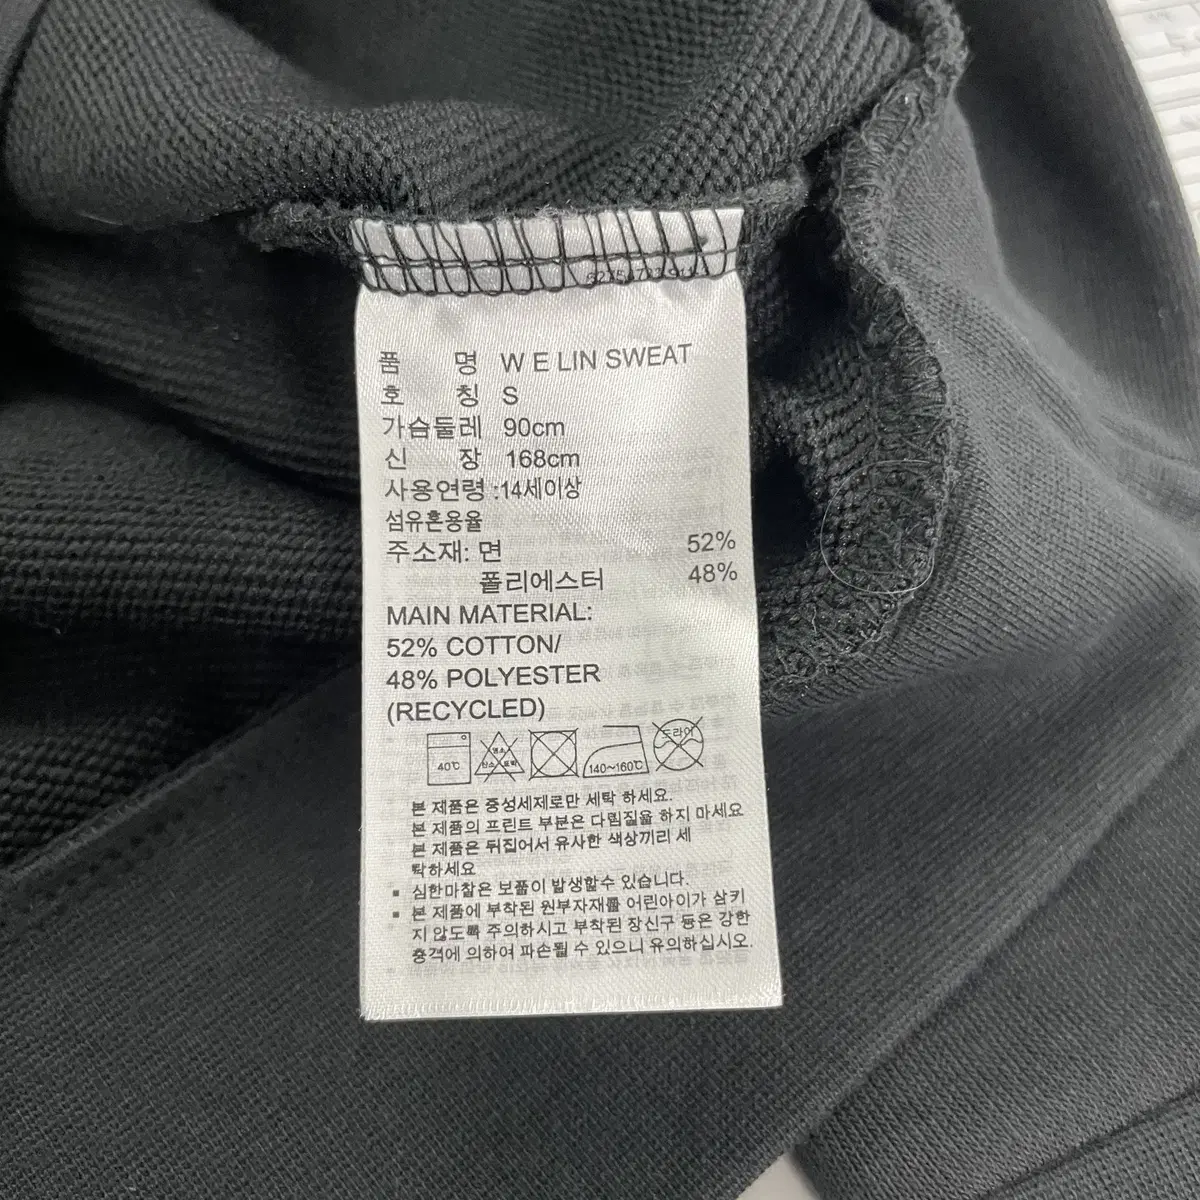 품 명 W E LIN SWEAT
호 칭 S
가슴둘레 90cm
신 장 168cm
사용연령 :14세이상
섬유혼용율
주소재: 면 52%
폴리에스터 48%
MAIN MATERIAL:
52% COTTON/
48% POLYESTER
(RECYCLED)
40℃ 염소 산소 표백 140~160℃ 드라이
본 제품은 중성세제로만 세탁 하세요.
본 제품의 프린트 부분은 다림질을 하지 마세요
본 제품은 뒤집어서 유사한 색상끼리 세
탁하세요
▪ 심한마찰은 보풀이 발생할수 있습니다.
▪ 본 제품에 부착된 원부자재를 어린아이가 삼키
지 않도록 주의하시고 부착된 장신구 등은 강한
충격에 의하여 파손될 수 있으니 유의하십시오.